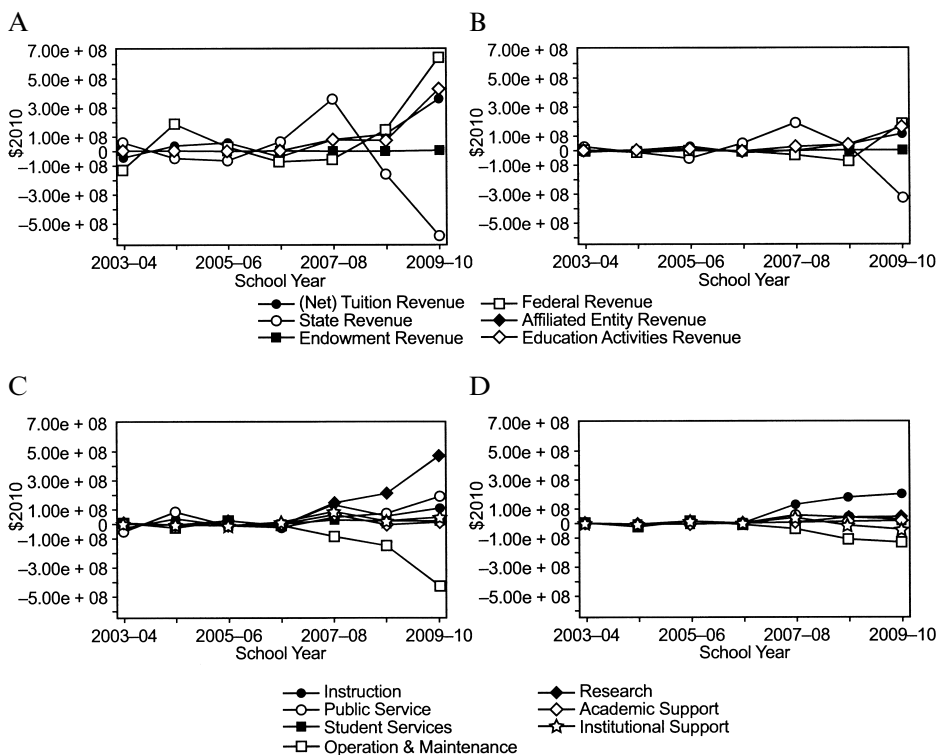 A
7.00e + 08
5.00e + 08
3.00e + 08
1.00e + 08
0
–1.00e + 08
–3.00e + 08
–5.00e + 08
$2010
2003–04 2005–06 2007–08 2009–10
School Year
B
7.00e + 08
5.00e + 08
3.00e + 08
1.00e + 08
0
–1.00e + 08
–3.00e + 08
–5.00e + 08
$2010
2003–04 2005–06 2007–08 2009–10
School Year
(Net) Tuition Revenue
State Revenue
Endowment Revenue
Federal Revenue
Affiliated Entity Revenue
Education Activities Revenue
C
7.00e + 08
5.00e + 08
3.00e + 08
1.00e + 08
0
–1.00e + 08
–3.00e + 08
–5.00e + 08
$2010
2003–04 2005–06 2007–08 2009–10
School Year
D
7.00e + 08
5.00e + 08
3.00e + 08
1.00e + 08
0
–1.00e + 08
–3.00e + 08
–5.00e + 08
$2010
2003–04 2005–06 2007–08 2009–10
School Year
Instruction
Public Service
Student Services
Operation & Maintenance
Research
Academic Support
Institutional Support